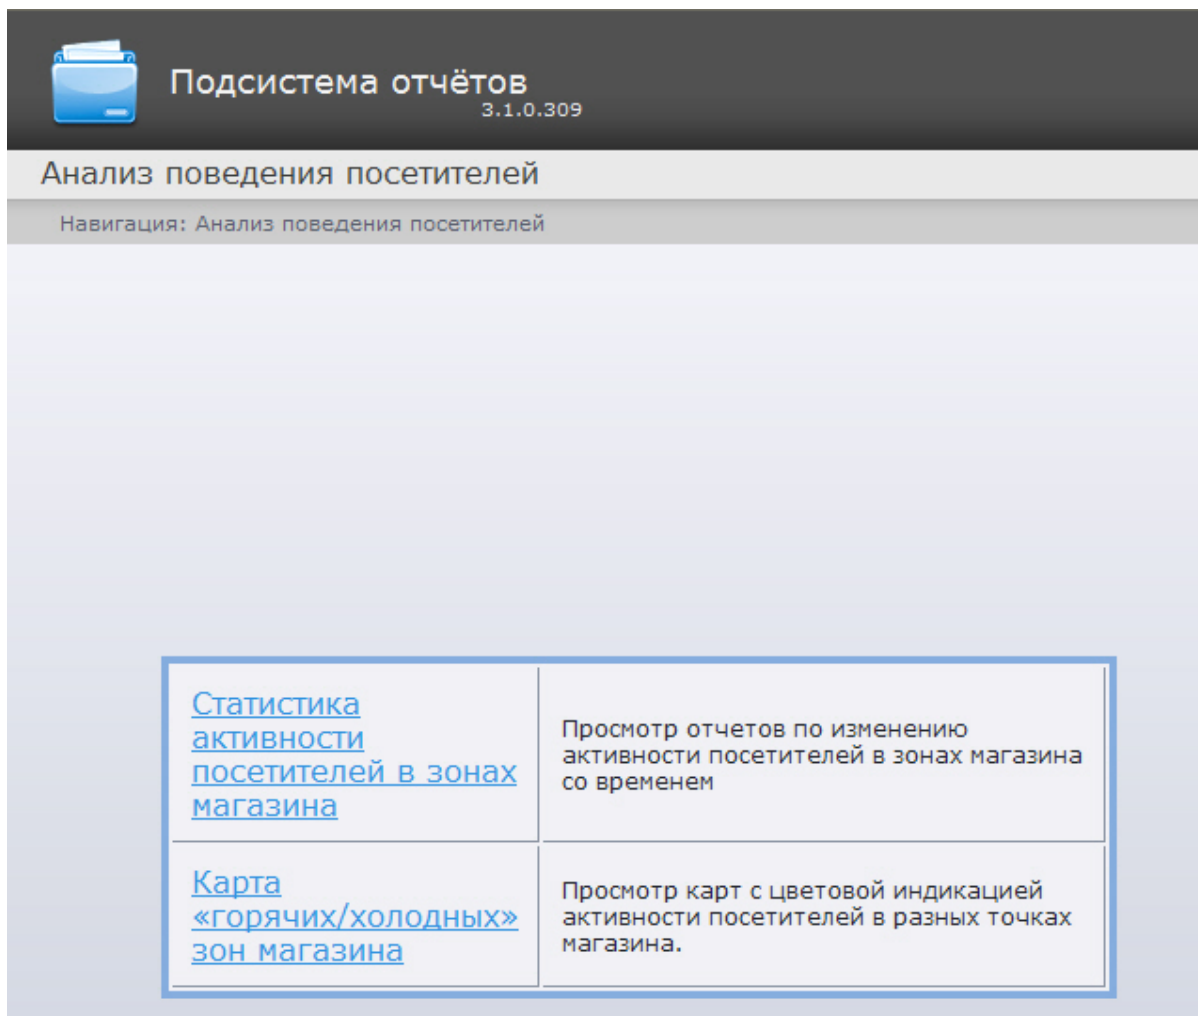 Подсистема отчётов
3.1.0.309
Анализ поведения посетителей
Навигация: Анализ поведения посетителей
Статистика
активности
посетителей в зонах
магазина
Просмотр отчетов по изменению
активности посетителей в зонах магазина
со временем
Карта
«горячих/холодных»
зон магазина
Просмотр карт с цветовой индикацией
активности посетителей в разных точках
магазина.